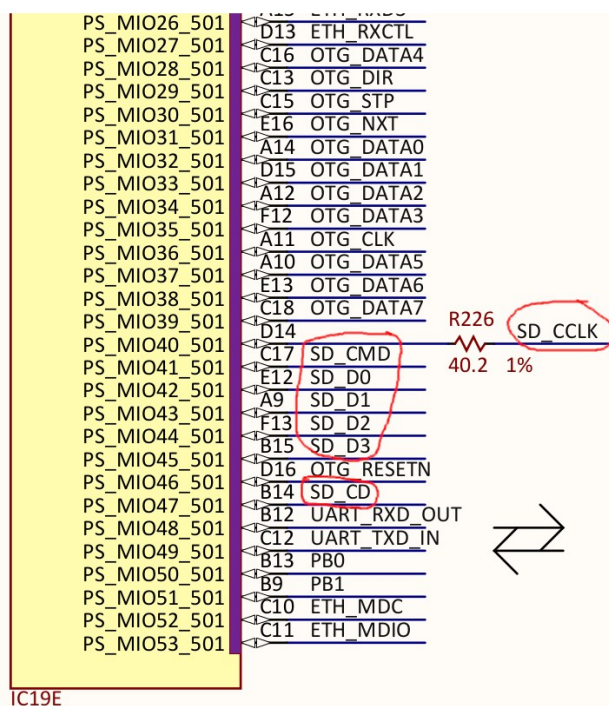 PS_MIO26_501
PS_MIO27_501 D13 ETH_RXCTL
PS_MIO28_501 C16 OTG_DATA4
PS_MIO29_501 C13 OTG_DIR
PS_MIO30_501 C15 OTG_STP
PS_MIO31_501 E16 OTG_NXT
PS_MIO32_501 A14 OTG_DATA0
PS_MIO33_501 D15 OTG_DATA1
PS_MIO34_501 A12 OTG_DATA2
PS_MIO35_501 F12 OTG_DATA3
PS_MIO36_501 A11 OTG_CLK
PS_MIO37_501 A10 OTG_DATA5
PS_MIO38_501 E13 OTG_DATA6
PS_MIO39_501 C18 OTG_DATA7
PS_MIO40_501 D14 R226 SD_CCLK
40.2 1%
PS_MIO41_501 C17 SD_CMD
PS_MIO42_501 E12 SD_D0
PS_MIO43_501 A9 SD_D1
PS_MIO44_501 F13 SD_D2
PS_MIO45_501 B15 SD_D3
PS_MIO46_501 D16 OTG_RESETN
PS_MIO47_501 B14 SD_CD
PS_MIO48_501 B12 UART_RXD_OUT
PS_MIO49_501 C12 UART_TXD_IN
PS_MIO50_501 B13 PB0
PS_MIO51_501 B9 PB1
PS_MIO52_501 C10 ETH_MDC
PS_MIO53_501 C11 ETH_MDIO
IC19E